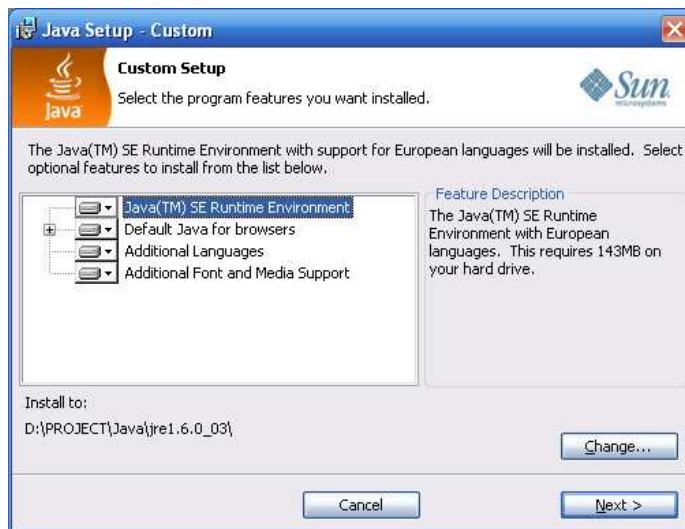 Java Setup - Custom
Custom Setup
Select the program features you want installed.
Java
Sun
microsystems
The Java(TM) SE Runtime Environment with support for European languages will be installed. Select
optional features to install from the list below.
Java(TM) SE Runtime Environment
Default Java for browsers
Additional Languages
Additional Font and Media Support
Feature Description
The Java(TM) SE Runtime
Environment with European
languages. This requires 143MB on
your hard drive.
Install to:
D:\PROJECT\Java\jre1.6.0_03\
Change...
Cancel
Next >